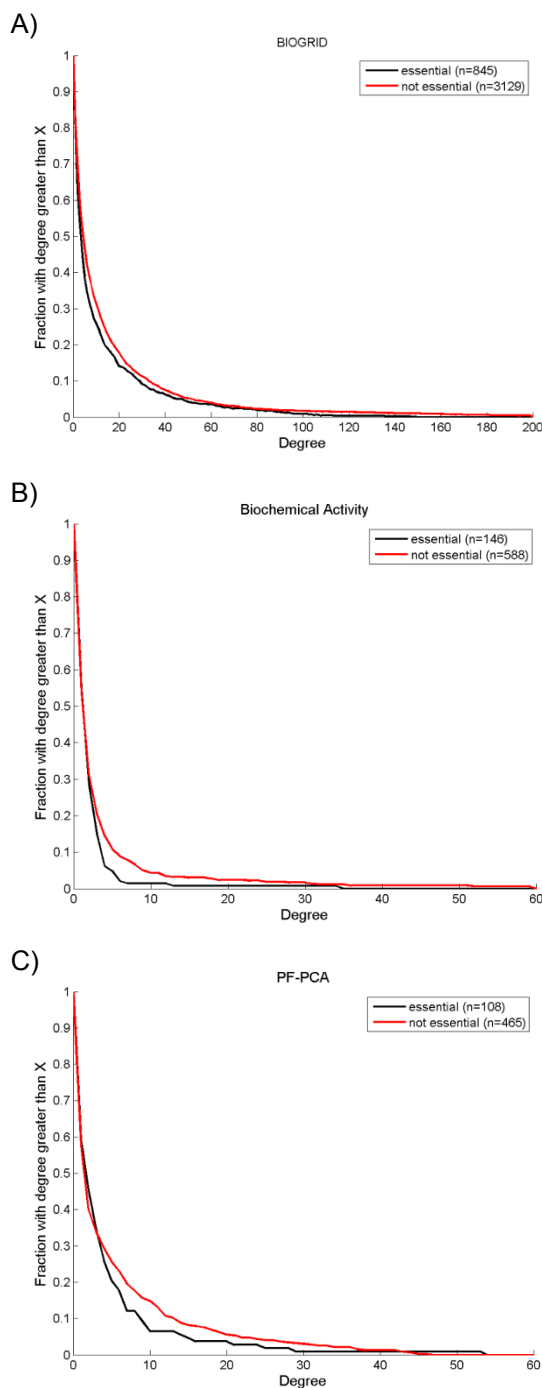 A)
BIOGRID
essential (n=845)
not essential (n=3129)
Fraction with degree greater than X
1
0.9
0.8
0.7
0.6
0.5
0.4
0.3
0.2
0.1
0
0 20 40 60 80 100 120 140 160 180 200
Degree
B)
Biochemical Activity
essential (n=146)
not essential (n=588)
Fraction with degree greater than X
1
0.9
0.8
0.7
0.6
0.5
0.4
0.3
0.2
0.1
0
0 10 20 30 40 50 60
Degree
C)
PF-PCA
essential (n=108)
not essential (n=465)
Fraction with degree greater than X
1
0.9
0.8
0.7
0.6
0.5
0.4
0.3
0.2
0.1
0
0 10 20 30 40 50 60
Degree